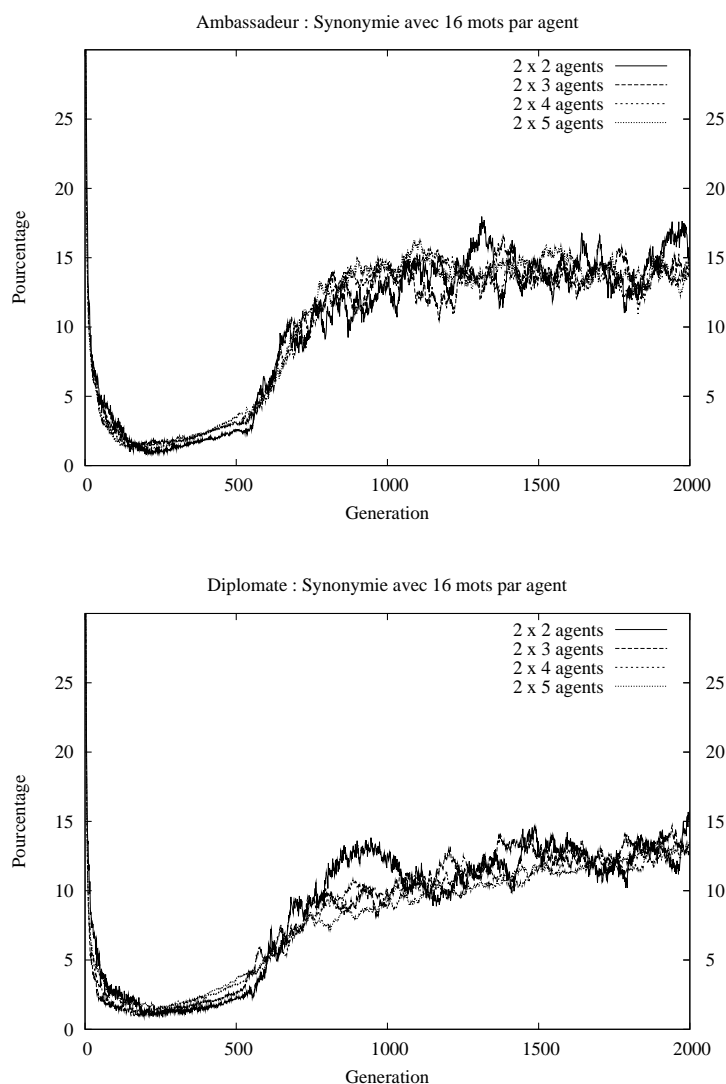 Ambassadeur : Synonymie avec 16 mots par agent
2 x 2 agents
2 x 3 agents
2 x 4 agents
2 x 5 agents
25 25
20 20
15 15
10 10
5 5
0
0 500 1000 1500 2000
Pourcentage
Generation
Diplomate : Synonymie avec 16 mots par agent
2 x 2 agents
2 x 3 agents
2 x 4 agents
2 x 5 agents
25 25
20 20
15 15
10 10
5 5
0
0 500 1000 1500 2000
Pourcentage
Generation